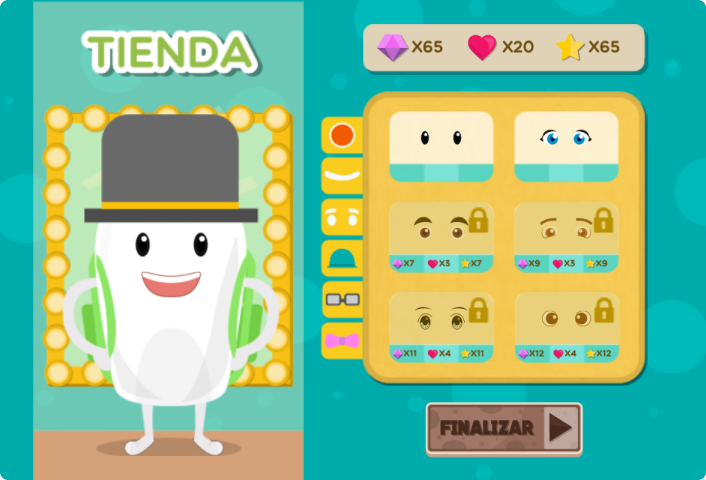 TIENDA
X65 X20 X65
X7 X3 X7
X9 X3 X9
X11 X4 X11
X12 X4 X12
FINALIZAR